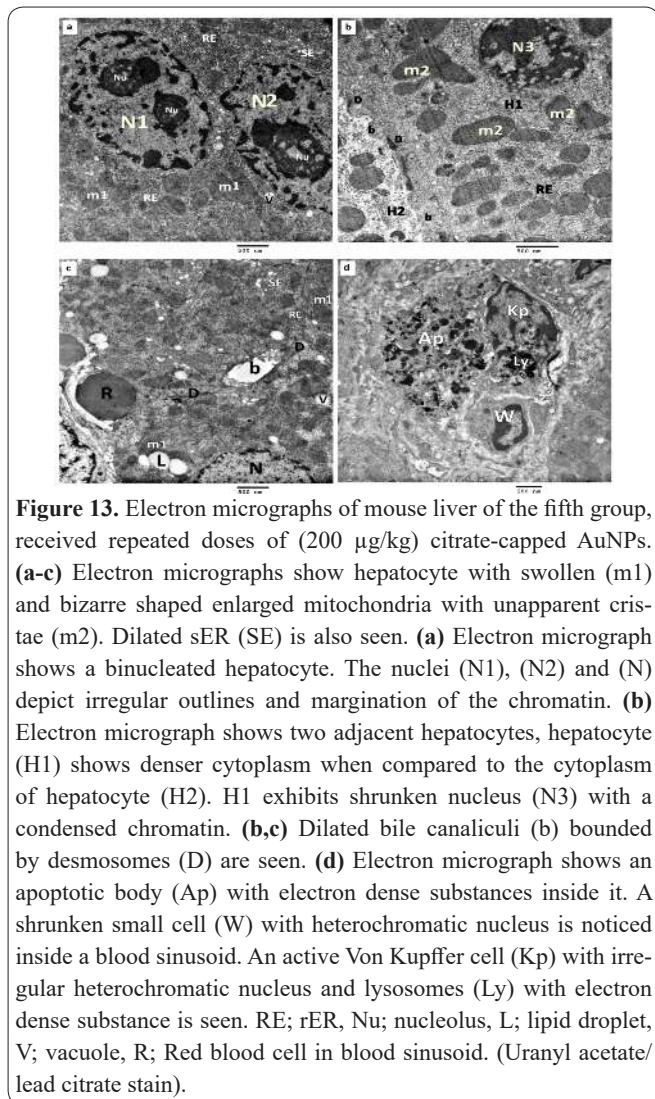 a
RE
SE
Nu
N1
Nu
N2
Nu
m1
RE
m1
V
b
N3
m2
D
H1
b
D
m2
m2
RE
H2
b
500 nm
c
SE
m1
RE
D
b
R
D
V
m1
L
N
d
Kp
Ap
Ly
W
Figure 13. Electron micrographs of mouse liver of the fifth group,
received repeated doses of (200 µg/kg) citrate-capped AuNPs.
(a-c) Electron micrographs show hepatocyte with swollen (m1)
and bizarre shaped enlarged mitochondria with unapparent cris-
tae (m2). Dilated sER (SE) is also seen. (a) Electron micrograph
shows a binucleated hepatocyte. The nuclei (N1), (N2) and (N)
depict irregular outlines and margination of the chromatin. (b)
Electron micrograph shows two adjacent hepatocytes, hepatocyte
(H1) shows denser cytoplasm when compared to the cytoplasm
of hepatocyte (H2). H1 exhibits shrunken nucleus (N3) with a
condensed chromatin. (b,c) Dilated bile canaliculi (b) bounded
by desmosomes (D) are seen. (d) Electron micrograph shows an
apoptotic body (Ap) with electron dense substances inside it. A
shrunken small cell (W) with heterochromatic nucleus is noticed
inside a blood sinusoid. An active Von Kupffer cell (Kp) with irre-
gular heterochromatic nucleus and lysosomes (Ly) with electron
dense substance is seen. RE; rER, Nu; nucleolus, L; lipid droplet,
V; vacuole, R; Red blood cell in blood sinusoid. (Uranyl acetate/
lead citrate stain).